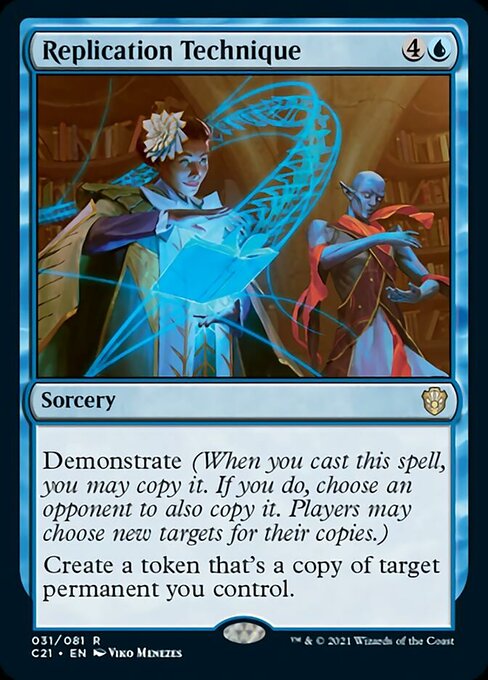 Replication Technique 4
Sorcery
Demonstrate (When you cast this spell,
you may copy it. If you do, choose an
opponent to also copy it. Players may
choose new targets for their copies.)
Create a token that's a copy of target
permanent you control.
031/081 R
C21 • EN Viko Menezes
™ & © 2021 Wizards of the Coast